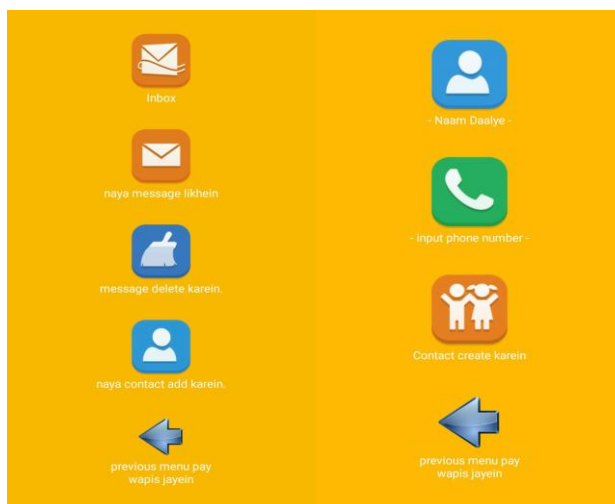 Inbox
naya message likhein
message delete karein.
naya contact add karein.
previous menu pay
wapis jayein
- Naam Daaiye -
- input phone number -
Contact create karein
previous menu pay
wapis jayein